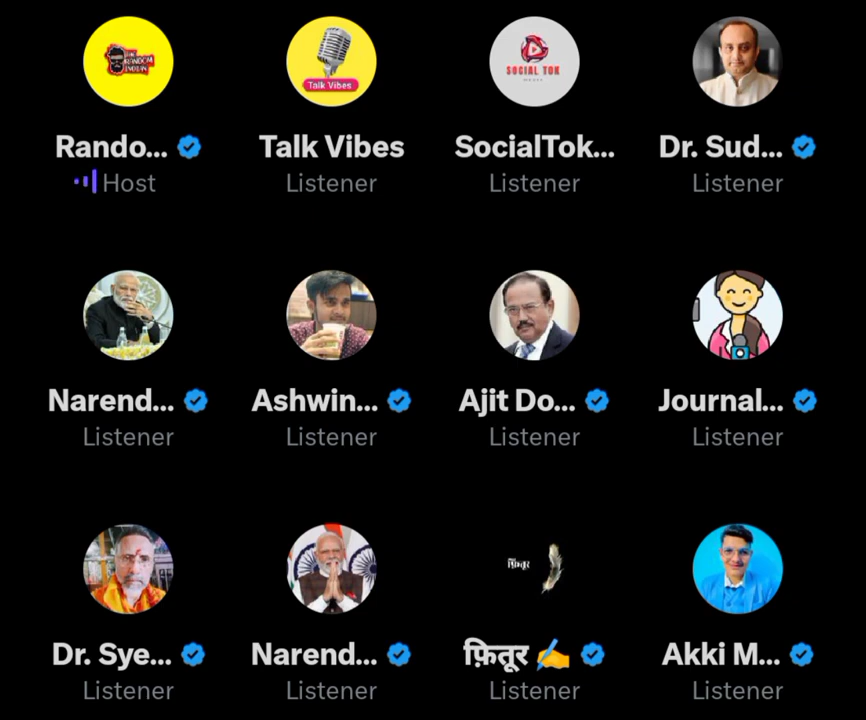 THE
RANDOM
INDIAN
Talk Vibes
SOCIAL TOK
Rando...
Talk Vibes
SocialTok...
Dr. Sud...
Host
Listener
Listener
Listener
Narend...
Ashwin...
Ajit Do...
Journal...
Listener
Listener
Listener
Listener
फ़ितूर
Dr. Sye...
Narend...
फ़ितूर ✍️
Akki M...
Listener
Listener
Listener
Listener